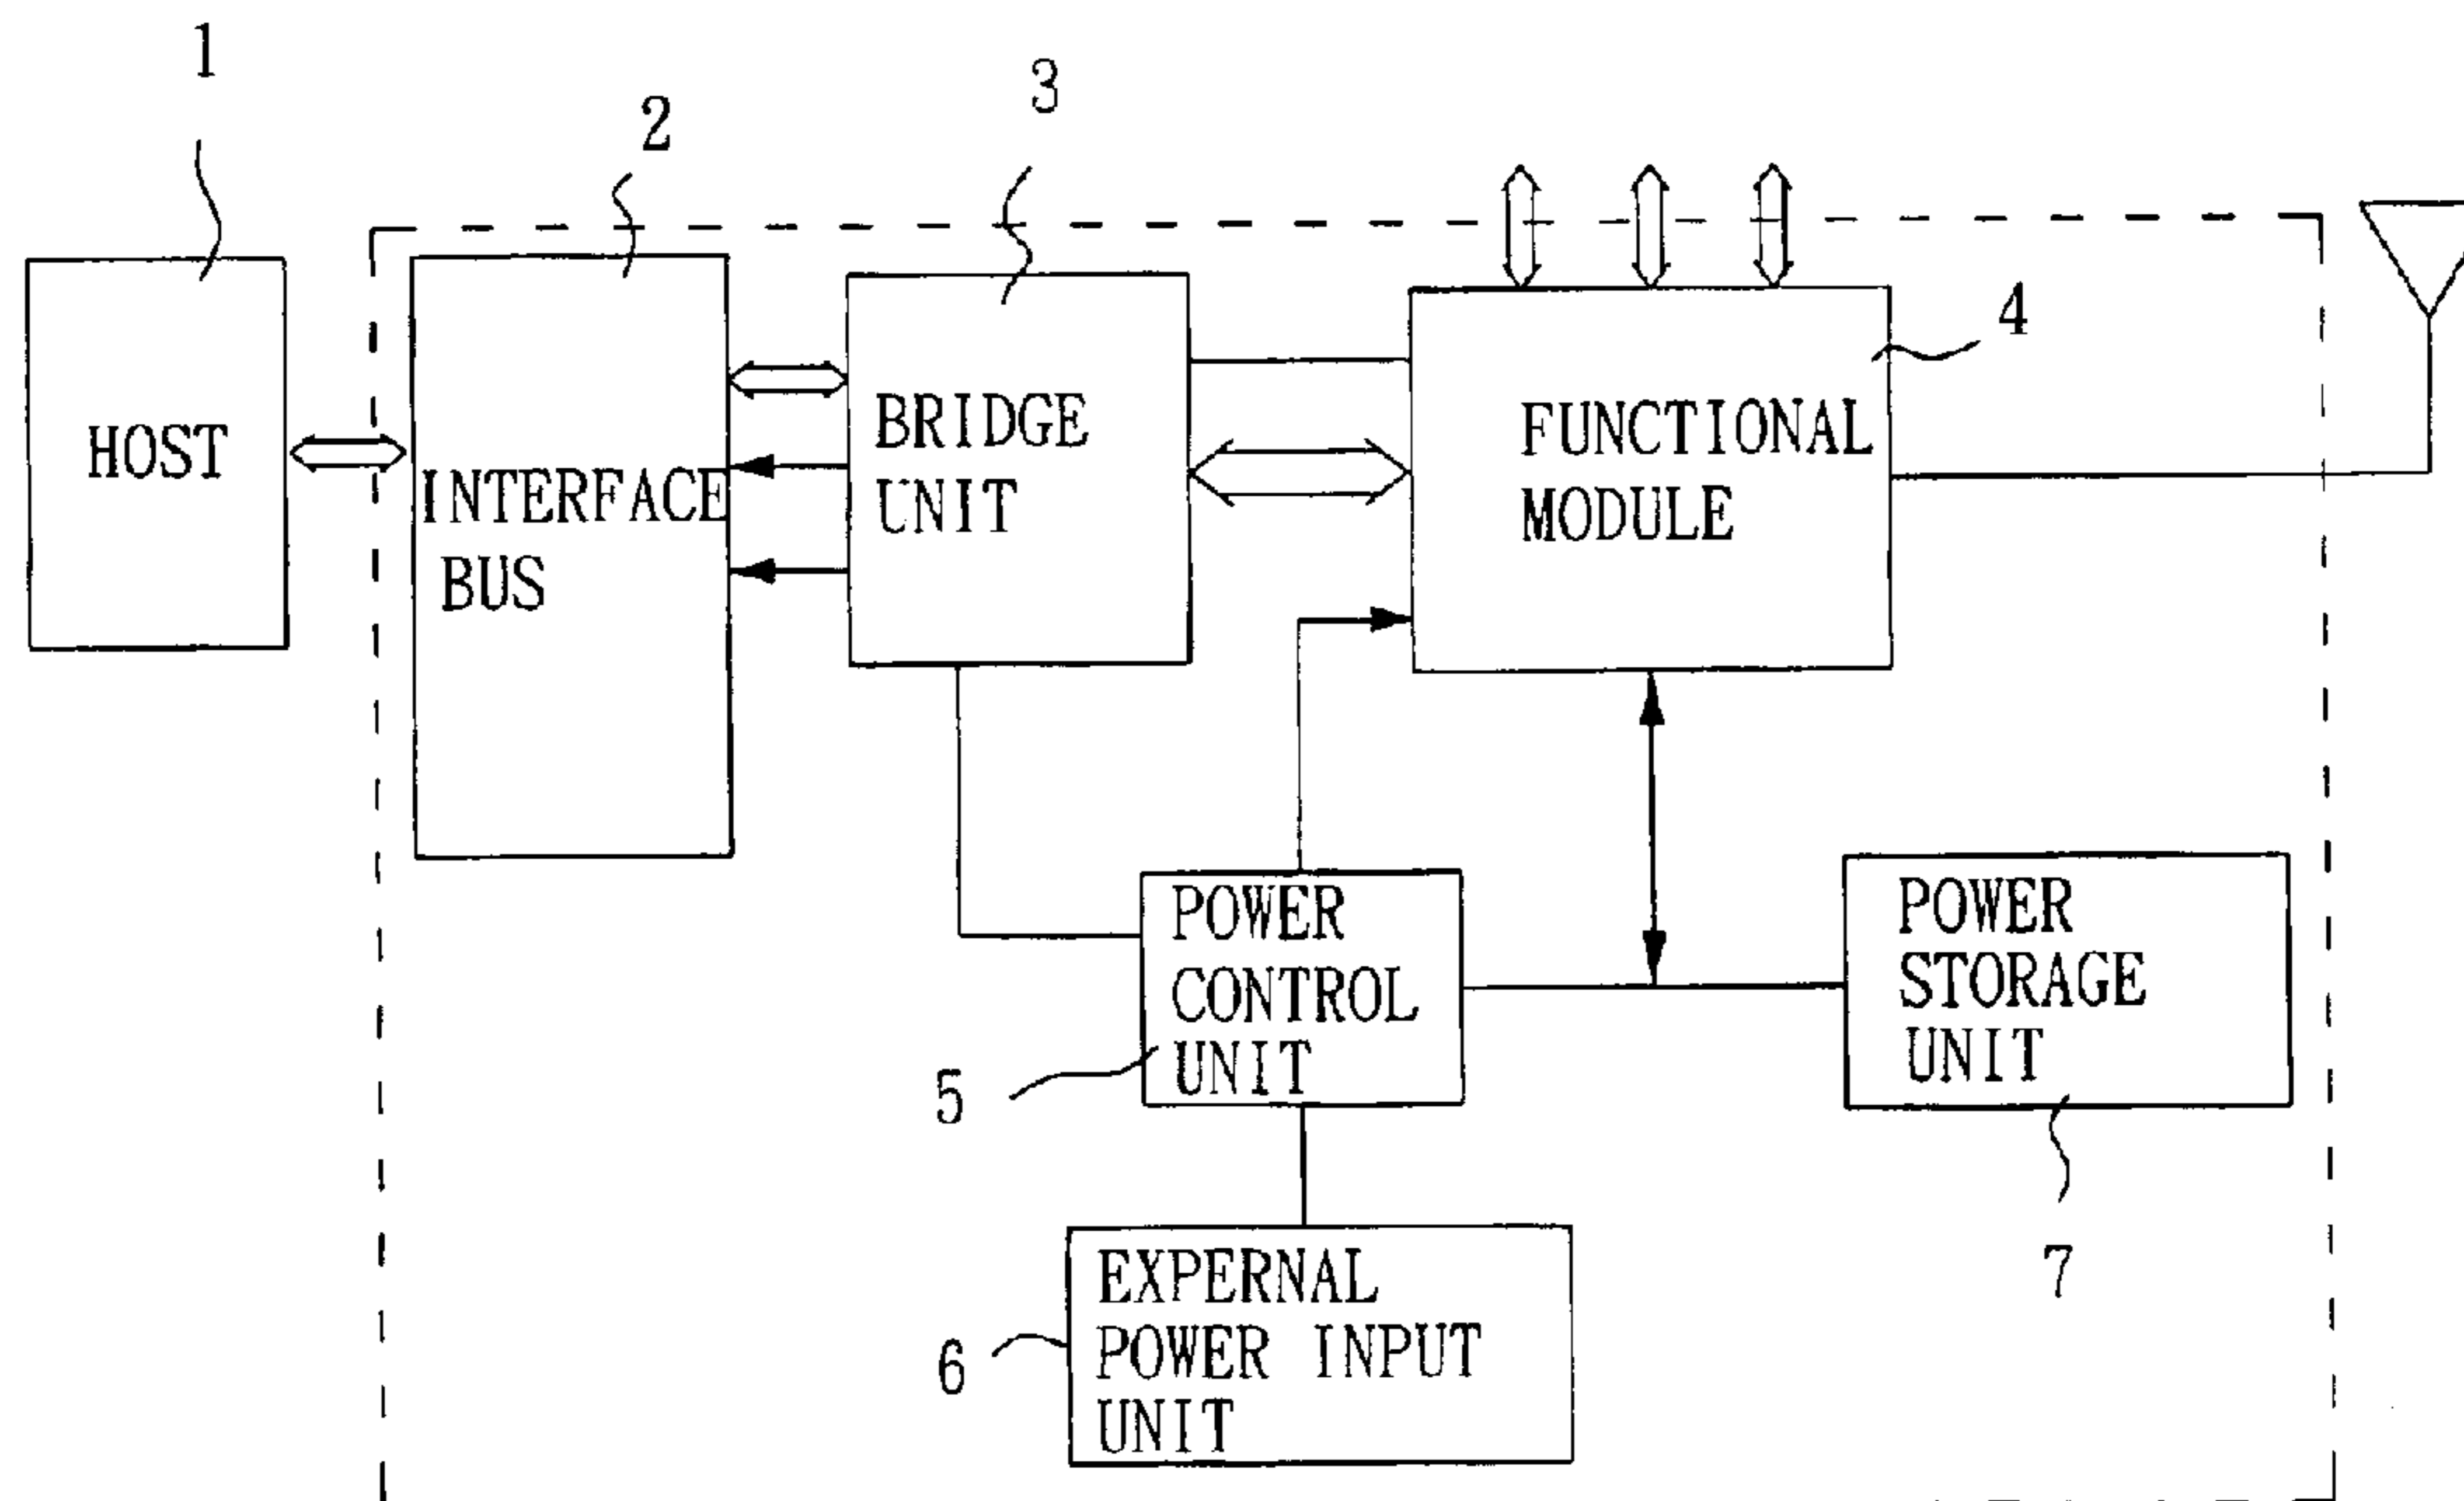 1
2
3
4
HOST
INTERFACE
BUS
BRIDGE
UNIT
FUNCTIONAL
MODULE
POWER
CONTROL
UNIT
5
POWER
STORAGE
UNIT
7
EXPERNAL
POWER INPUT
UNIT
6